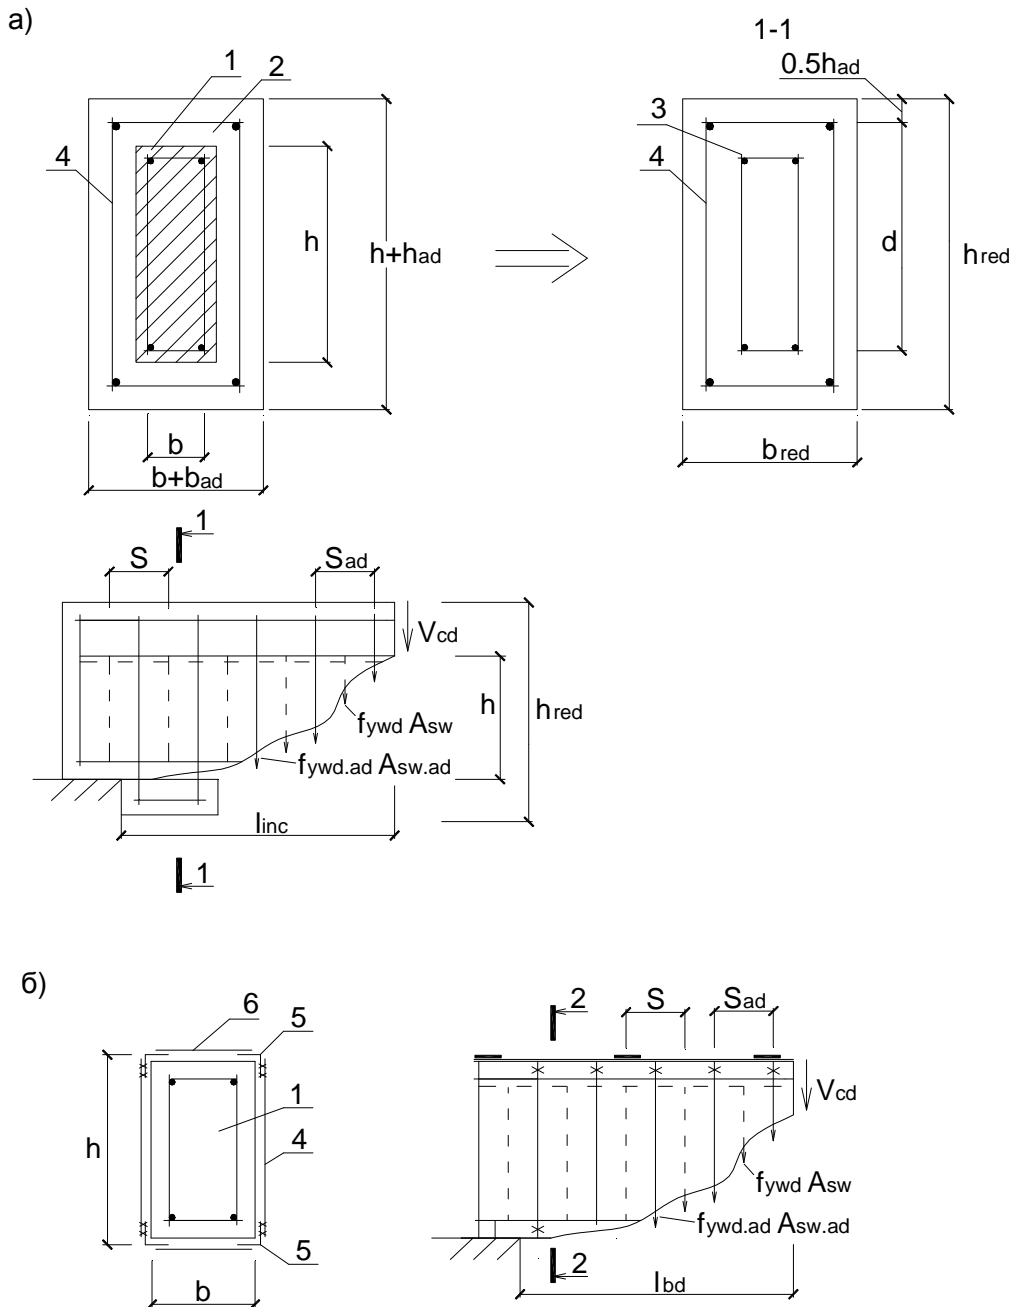 а)
1-1
1
2
0.5had
3
4
4
h
h+had
d
hred
b
b+bad
bred
1
S
Sad
Vcd
h
hred
fywd Asw
fywd.ad Asw.ad
linc
1
б)
6
5
2
S
Sad
1
Vcd
h
4
fywd Asw
fywd.ad Asw.ad
5
2
b
lbd